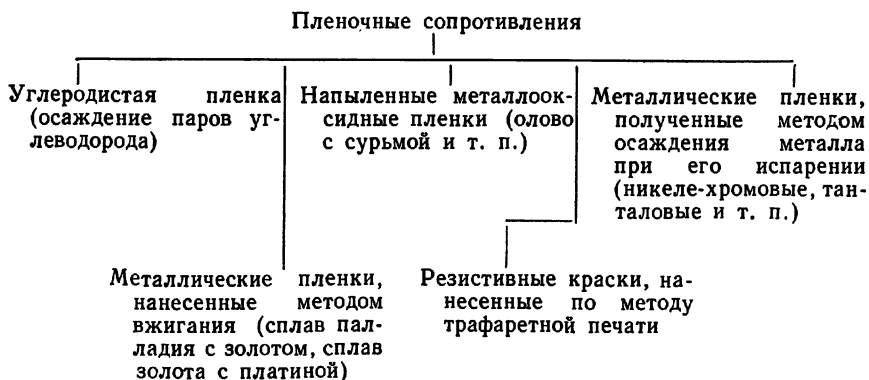 Пленочные сопротивления
Углеродистая пленка
(осаждение паров уг-
леводорода)
Напыленные металлоок-
сидные пленки (олово
с сурьмой и т. п.)
Металлические пленки,
полученные методом
осаждения металла
при его испарении
(никеле-хромовые, тан-
таловые и т. п.)
Металлические пленки,
нанесенные методом
вжигания (сплав пал-
ладия с золотом, сплав
золота с платиной)
Резистивные краски, на-
несенные по методу
трафаретной печати